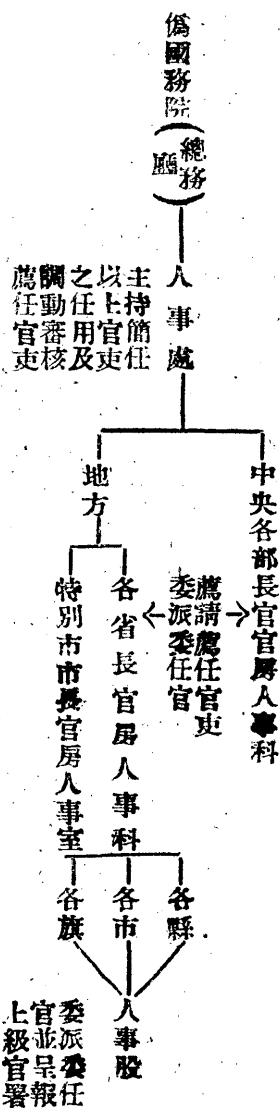 僞國務院（總務廳）
人事處
主持簡任
以上官吏
之任用及
調動審核
薦任官吏
中央各部長官官房人事科
薦請薦任官吏
委派委任官
地方
各省長官房人事科
特別市市長官房人事室
各縣
各市
各旗
人事股
委派委任
官並呈報
上級官署